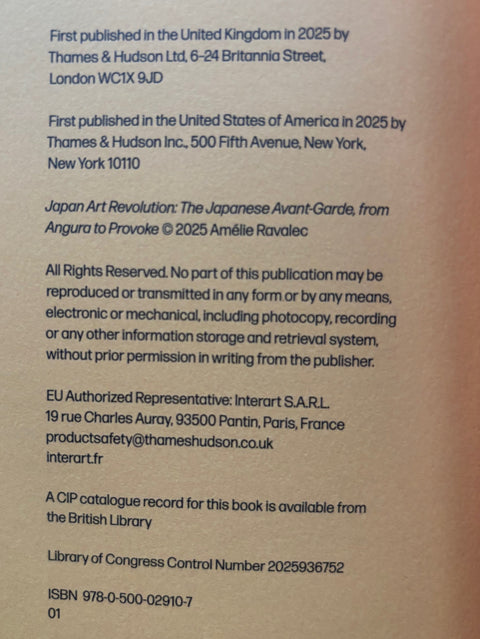 First published in the United Kingdom in 2025 by
Thames & Hudson Ltd, 6–24 Britannia Street,
London WC1X 9JD
First published in the United States of America in 2025 by
Thames & Hudson Inc., 500 Fifth Avenue, New York,
New York 10110
Japan Art Revolution: The Japanese Avant-Garde, from
Angura to Provoke © 2025 Amélie Ravalec
All Rights Reserved. No part of this publication may be
reproduced or transmitted in any form or by any means,
electronic or mechanical, including photocopy, recording
or any other information storage and retrieval system,
without prior permission in writing from the publisher.
EU Authorized Representative: Interart S.A.R.L.
19 rue Charles Auray, 93500 Pantin, Paris, France
productsafety@thameshudson.co.uk
interart.fr
A CIP catalogue record for this book is available from
the British Library
Library of Congress Control Number 2025936752
ISBN 978-0-500-02910-7
01